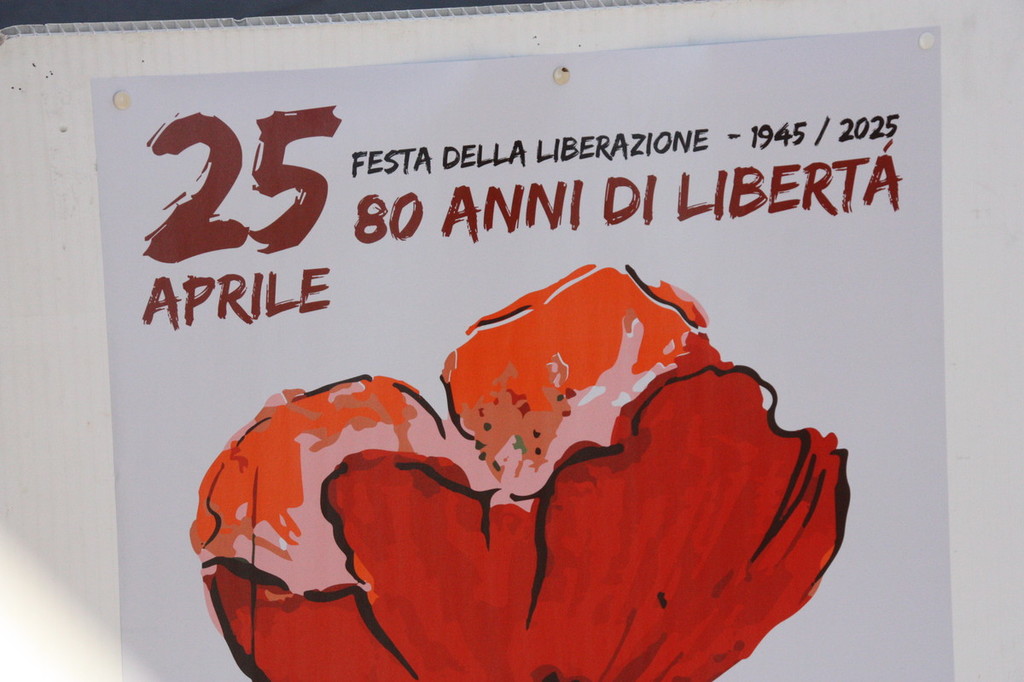 25
APRILE
FESTA DELLA LIBERAZIONE - 1945 / 2025
80 ANNI DI LIBERTÁ